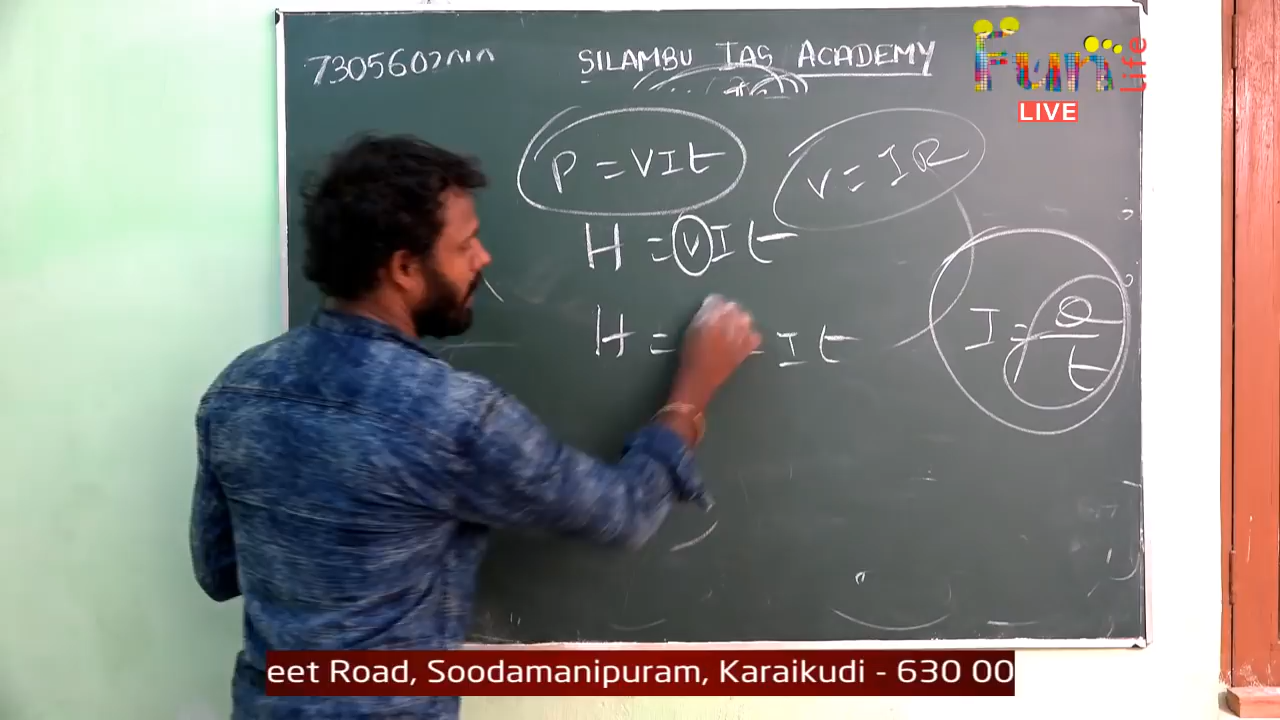 SILAMBU IAS ACADEMY
Fun Life
LIVE
P = VIt
V = IR
H = VIt
I = Q/t
H = It
eet Road, Soodamanipuram, Karaikudi - 630 00